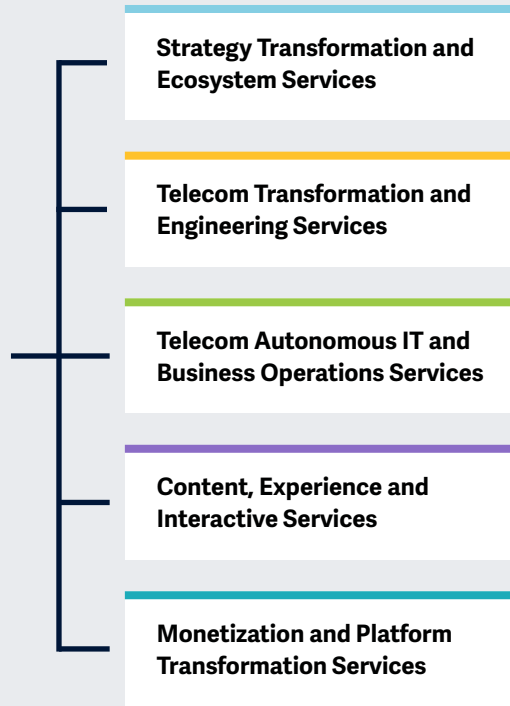 Strategy Transformation and
Ecosystem Services
Telecom Transformation and
Engineering Services
Telecom Autonomous IT and
Business Operations Services
Content, Experience and
Interactive Services
Monetization and Platform
Transformation Services